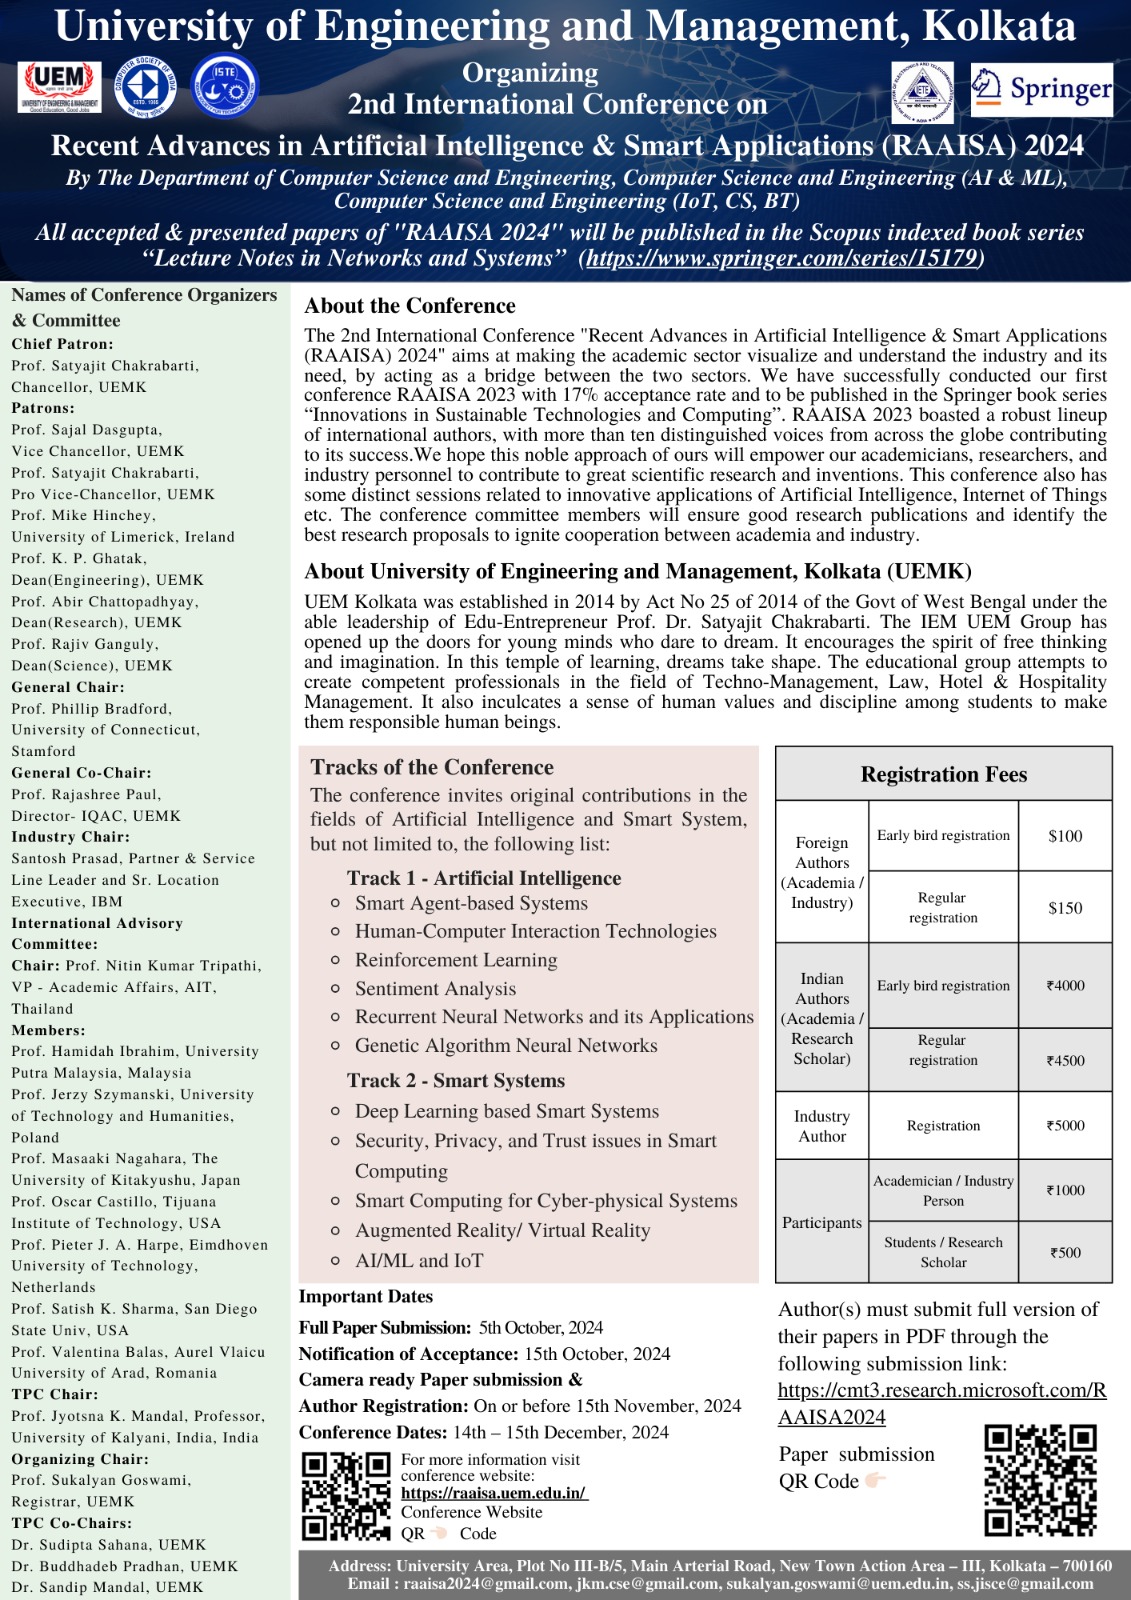 University of Engineering and Management, Kolkata
UEM
UNIVERSITY OF ENGINEERING & MANAGEMENT
Good Education, Good Jobs
COMPUTER SOCIETY OF INDIA
ESTD. 1965
ISTE
IETE
Springer
Organizing
2nd International Conference on
Recent Advances in Artificial Intelligence & Smart Applications (RAAISA) 2024
By The Department of Computer Science and Engineering, Computer Science and Engineering (AI & ML),
Computer Science and Engineering (IoT, CS, BT)
All accepted & presented papers of "RAAISA 2024" will be published in the Scopus indexed book series
“Lecture Notes in Networks and Systems” (https://www.springer.com/series/15179)
Names of Conference Organizers
& Committee
Chief Patron:
Prof. Satyajit Chakrabarti,
Chancellor, UEMK
Patrons:
Prof. Sajal Dasgupta,
Vice Chancellor, UEMK
Prof. Satyajit Chakrabarti,
Pro Vice-Chancellor, UEMK
Prof. Mike Hinchey,
University of Limerick, Ireland
Prof. K. P. Ghatak,
Dean(Engineering), UEMK
Prof. Abir Chattopadhyay,
Dean(Research), UEMK
Prof. Rajiv Ganguly,
Dean(Science), UEMK
General Chair:
Prof. Phillip Bradford,
University of Connecticut,
Stamford
General Co-Chair:
Prof. Rajashree Paul,
Director- IQAC, UEMK
Industry Chair:
Santosh Prasad, Partner & Service
Line Leader and Sr. Location
Executive, IBM
International Advisory
Committee:
Chair: Prof. Nitin Kumar Tripathi,
VP - Academic Affairs, AIT,
Thailand
Members:
Prof. Hamidah Ibrahim, University
Putra Malaysia, Malaysia
Prof. Jerzy Szymanski, University
of Technology and Humanities,
Poland
Prof. Masaaki Nagahara, The
University of Kitakyushu, Japan
Prof. Oscar Castillo, Tijuana
Institute of Technology, USA
Prof. Pieter J. A. Harpe, Eimdhoven
University of Technology,
Netherlands
Prof. Satish K. Sharma, San Diego
State Univ, USA
Prof. Valentina Balas, Aurel Vlaicu
University of Arad, Romania
TPC Chair:
Prof. Jyotsna K. Mandal, Professor,
University of Kalyani, India, India
Organizing Chair:
Prof. Sukalyan Goswami,
Registrar, UEMK
TPC Co-Chairs:
Dr. Sudipta Sahana, UEMK
Dr. Buddhadeb Pradhan, UEMK
Dr. Sandip Mandal, UEMK
About the Conference
The 2nd International Conference "Recent Advances in Artificial Intelligence & Smart Applications
(RAAISA) 2024" aims at making the academic sector visualize and understand the industry and its
need, by acting as a bridge between the two sectors. We have successfully conducted our first
conference RAAISA 2023 with 17% acceptance rate and to be published in the Springer book series
“Innovations in Sustainable Technologies and Computing”. RAAISA 2023 boasted a robust lineup
of international authors, with more than ten distinguished voices from across the globe contributing
to its success.We hope this noble approach of ours will empower our academicians, researchers, and
industry personnel to contribute to great scientific research and inventions. This conference also has
some distinct sessions related to innovative applications of Artificial Intelligence, Internet of Things
etc. The conference committee members will ensure good research publications and identify the
best research proposals to ignite cooperation between academia and industry.
About University of Engineering and Management, Kolkata (UEMK)
UEM Kolkata was established in 2014 by Act No 25 of 2014 of the Govt of West Bengal under the
able leadership of Edu-Entrepreneur Prof. Dr. Satyajit Chakrabarti. The IEM UEM Group has
opened up the doors for young minds who dare to dream. It encourages the spirit of free thinking
and imagination. In this temple of learning, dreams take shape. The educational group attempts to
create competent professionals in the field of Techno-Management, Law, Hotel & Hospitality
Management. It also inculcates a sense of human values and discipline among students to make
them responsible human beings.
Tracks of the Conference
The conference invites original contributions in the
fields of Artificial Intelligence and Smart System,
but not limited to, the following list:
Track 1 - Artificial Intelligence
Smart Agent-based Systems
Human-Computer Interaction Technologies
Reinforcement Learning
Sentiment Analysis
Recurrent Neural Networks and its Applications
Genetic Algorithm Neural Networks
Track 2 - Smart Systems
Deep Learning based Smart Systems
Security, Privacy, and Trust issues in Smart
Computing
Smart Computing for Cyber-physical Systems
Augmented Reality/ Virtual Reality
AI/ML and IoT
Registration Fees
Foreign
Authors
(Academia /
Industry)
Early bird registration
$100
Regular
registration
$150
Indian
Authors
(Academia /
Research
Scholar)
Early bird registration
₹4000
Regular
registration
₹4500
Industry
Author
Registration
₹5000
Participants
Academician / Industry
Person
₹1000
Students / Research
Scholar
₹500
Important Dates
Full Paper Submission: 5th October, 2024
Notification of Acceptance: 15th October, 2024
Camera ready Paper submission &
Author Registration: On or before 15th November, 2024
Conference Dates: 14th – 15th December, 2024
For more information visit
conference website:
https://raaisa.uem.edu.in/
Conference Website
QR Code
Author(s) must submit full version of
their papers in PDF through the
following submission link:
https://cmt3.research.microsoft.com/R
AAISA2024
Paper submission
QR Code
Address: University Area, Plot No III-B/5, Main Arterial Road, New Town Action Area – III, Kolkata – 700160
Email : raaisa2024@gmail.com, jkm.cse@gmail.com, sukalyan.goswami@uem.edu.in, ss.jisce@gmail.com